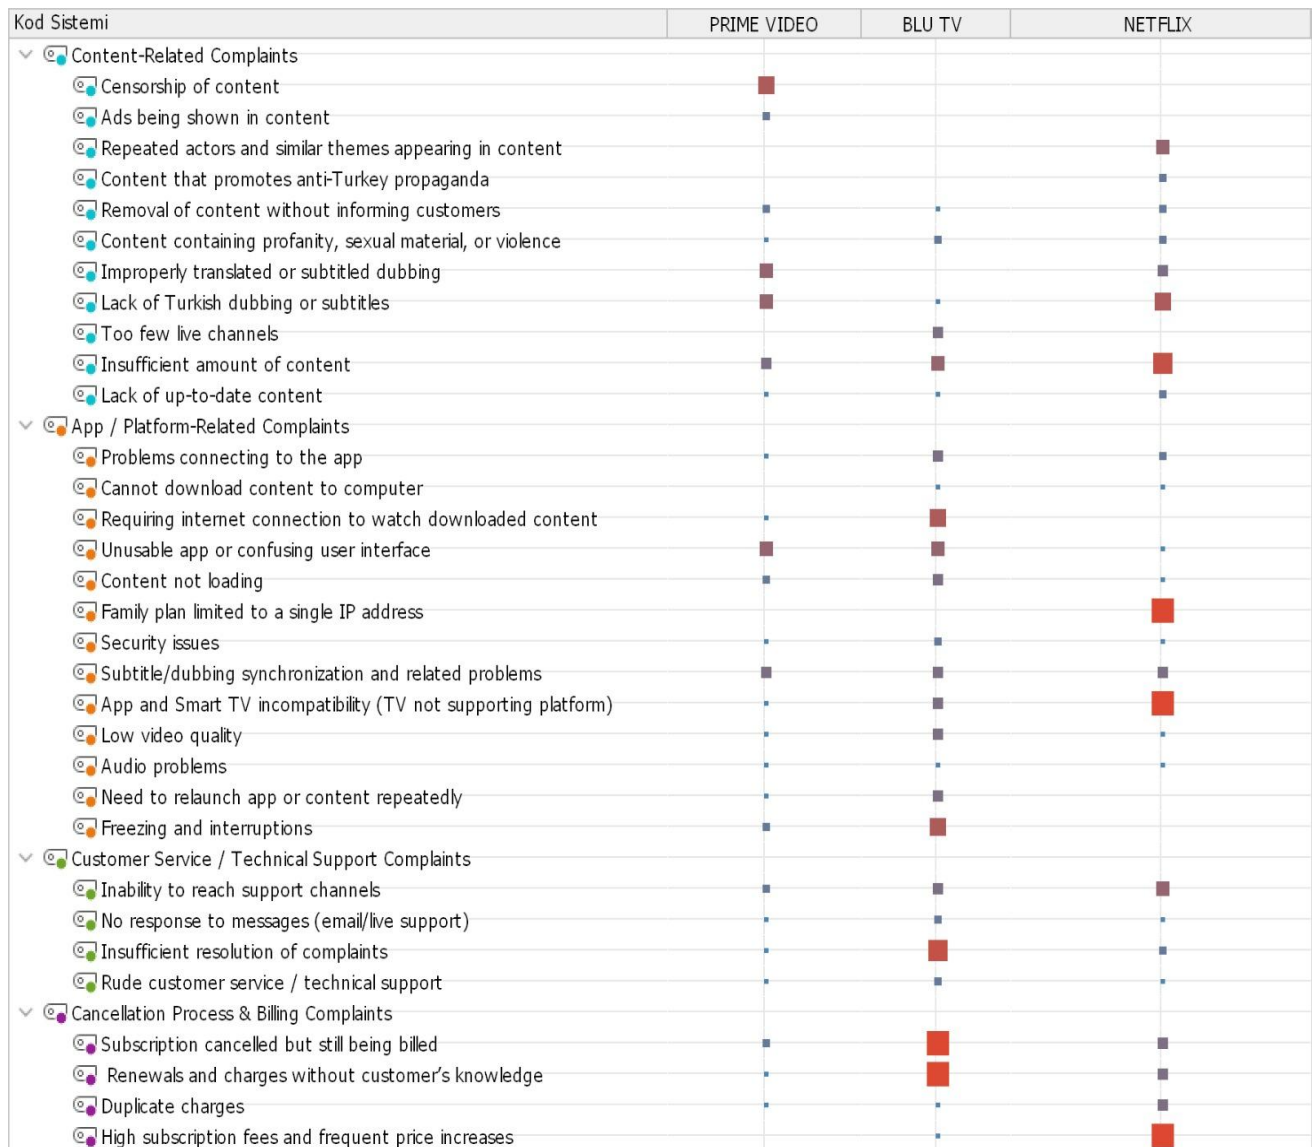 Kod Sistemi PRIME VIDEO BLU TV NETFLIX
Content-Related Complaints
Censorship of content
Ads being shown in content
Repeated actors and similar themes appearing in content
Content that promotes anti-Turkey propaganda
Removal of content without informing customers
Content containing profanity, sexual material, or violence
Improperly translated or subtitled dubbing
Lack of Turkish dubbing or subtitles
Too few live channels
Insufficient amount of content
Lack of up-to-date content
App / Platform-Related Complaints
Problems connecting to the app
Cannot download content to computer
Requiring internet connection to watch downloaded content
Unusable app or confusing user interface
Content not loading
Family plan limited to a single IP address
Security issues
Subtitle/dubbing synchronization and related problems
App and Smart TV incompatibility (TV not supporting platform)
Low video quality
Audio problems
Need to relaunch app or content repeatedly
Freezing and interruptions
Customer Service / Technical Support Complaints
Inability to reach support channels
No response to messages (email/live support)
Insufficient resolution of complaints
Rude customer service / technical support
Cancellation Process & Billing Complaints
Subscription cancelled but still being billed
Renewals and charges without customer’s knowledge
Duplicate charges
High subscription fees and frequent price increases